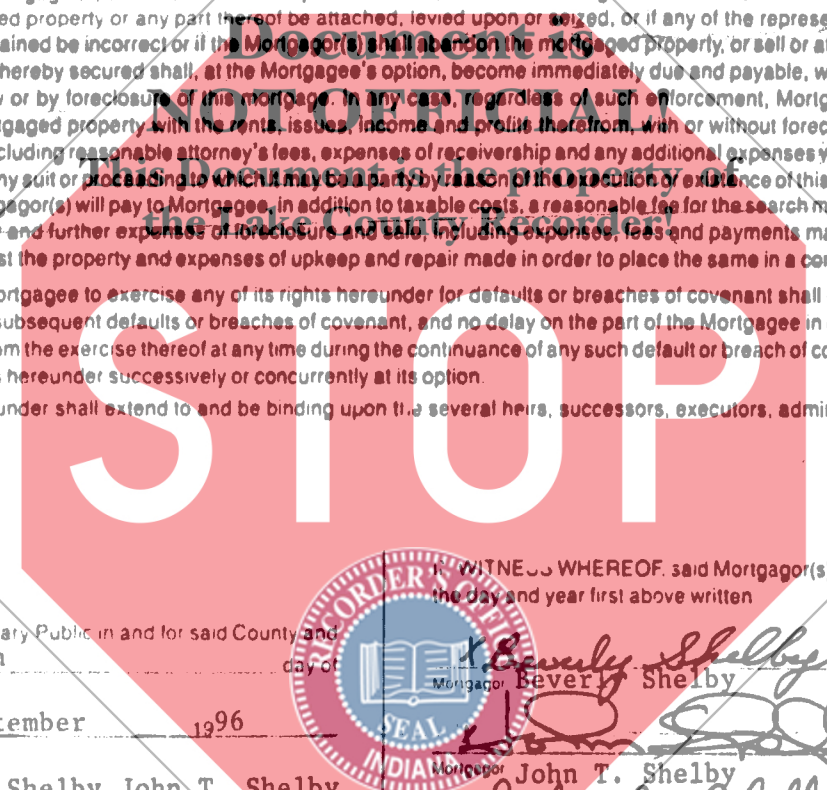 ed property or any part thereof be attached, levied upon or seized, or if any of the represe
ained be incorrect or if the Mortgagor(s) shall abandon the mortgaged property, or sell or a
hereby secured shall, at the Mortgagee's option, become immediately due and payable, w
or by foreclosure of this mortgage. In any case, regardless of such enforcement, Mortg
gaged property with the rents, issues, income and profits therefrom, with or without forec
cluding reasonable attorney's fees, expenses of receivership and any additional expenses
ny suit or proceeding to which it may be a party by reason of the execution or existence of this
agor(s) will pay to Mortgagee, in addition to taxable costs, a reasonable fee for the search m
and further expenses of foreclosure and sale, including expenses, fees and payments ma
st the property and expenses of upkeep and repair made in order to place the same in a con
Document is
NOT OFFICIAL!
This Document is the property of
the Lake County Recorder!
ortgagee to exercise any of its rights hereunder for defaults or breaches of covenant shall
subsequent defaults or breaches of covenant, and no delay on the part of the Mortgagee in
om the exercise thereof at any time during the continuance of any such default or breach of co
hereunder successively or concurrently at its option.
under shall extend to and be binding upon the several heirs, successors, executors, admi
STOP
WITNESS WHEREOF, said Mortgagor(s
the day and year first above written
ary Public in and for said County and
day of
Beverly Shelby
Mortgagor Beverly Shelby
tember 1996
RECORDER'S OFFICE
SEAL
INDIANA
Mortgagor John T. Shelby
Shelby John T. Shelby